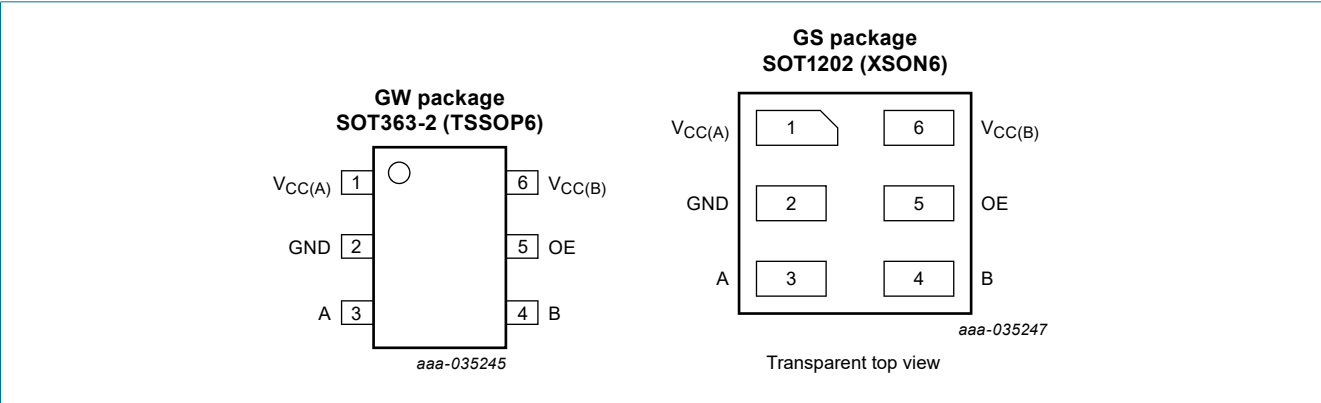 GW package
SOT363-2 (TSSOP6)
VCC(A) 1 6 VCC(B)
GND 2 5 OE
A 3 4 B
aaa-035245
GS package
SOT1202 (XSON6)
VCC(A) 1 6 VCC(B)
GND 2 5 OE
A 3 4 B
aaa-035247
Transparent top view